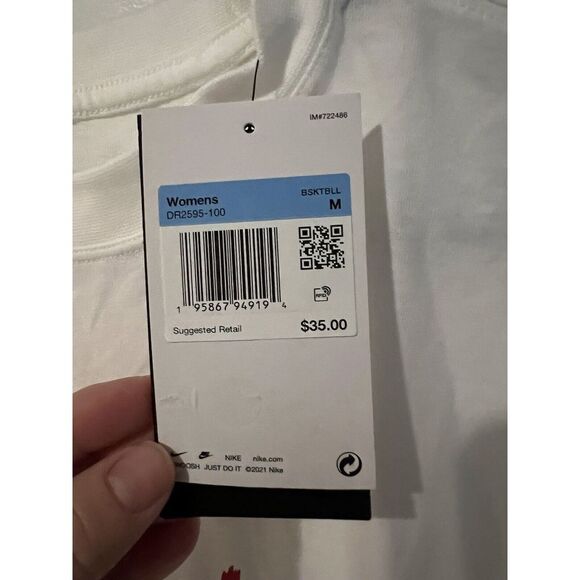 IM#722486
Womens BSKTBLL
DR2595-100 M
1 95867 94919 4
RFID
Suggested Retail $35.00
NIKE nike.com
JUST DO IT ©2021 Nike